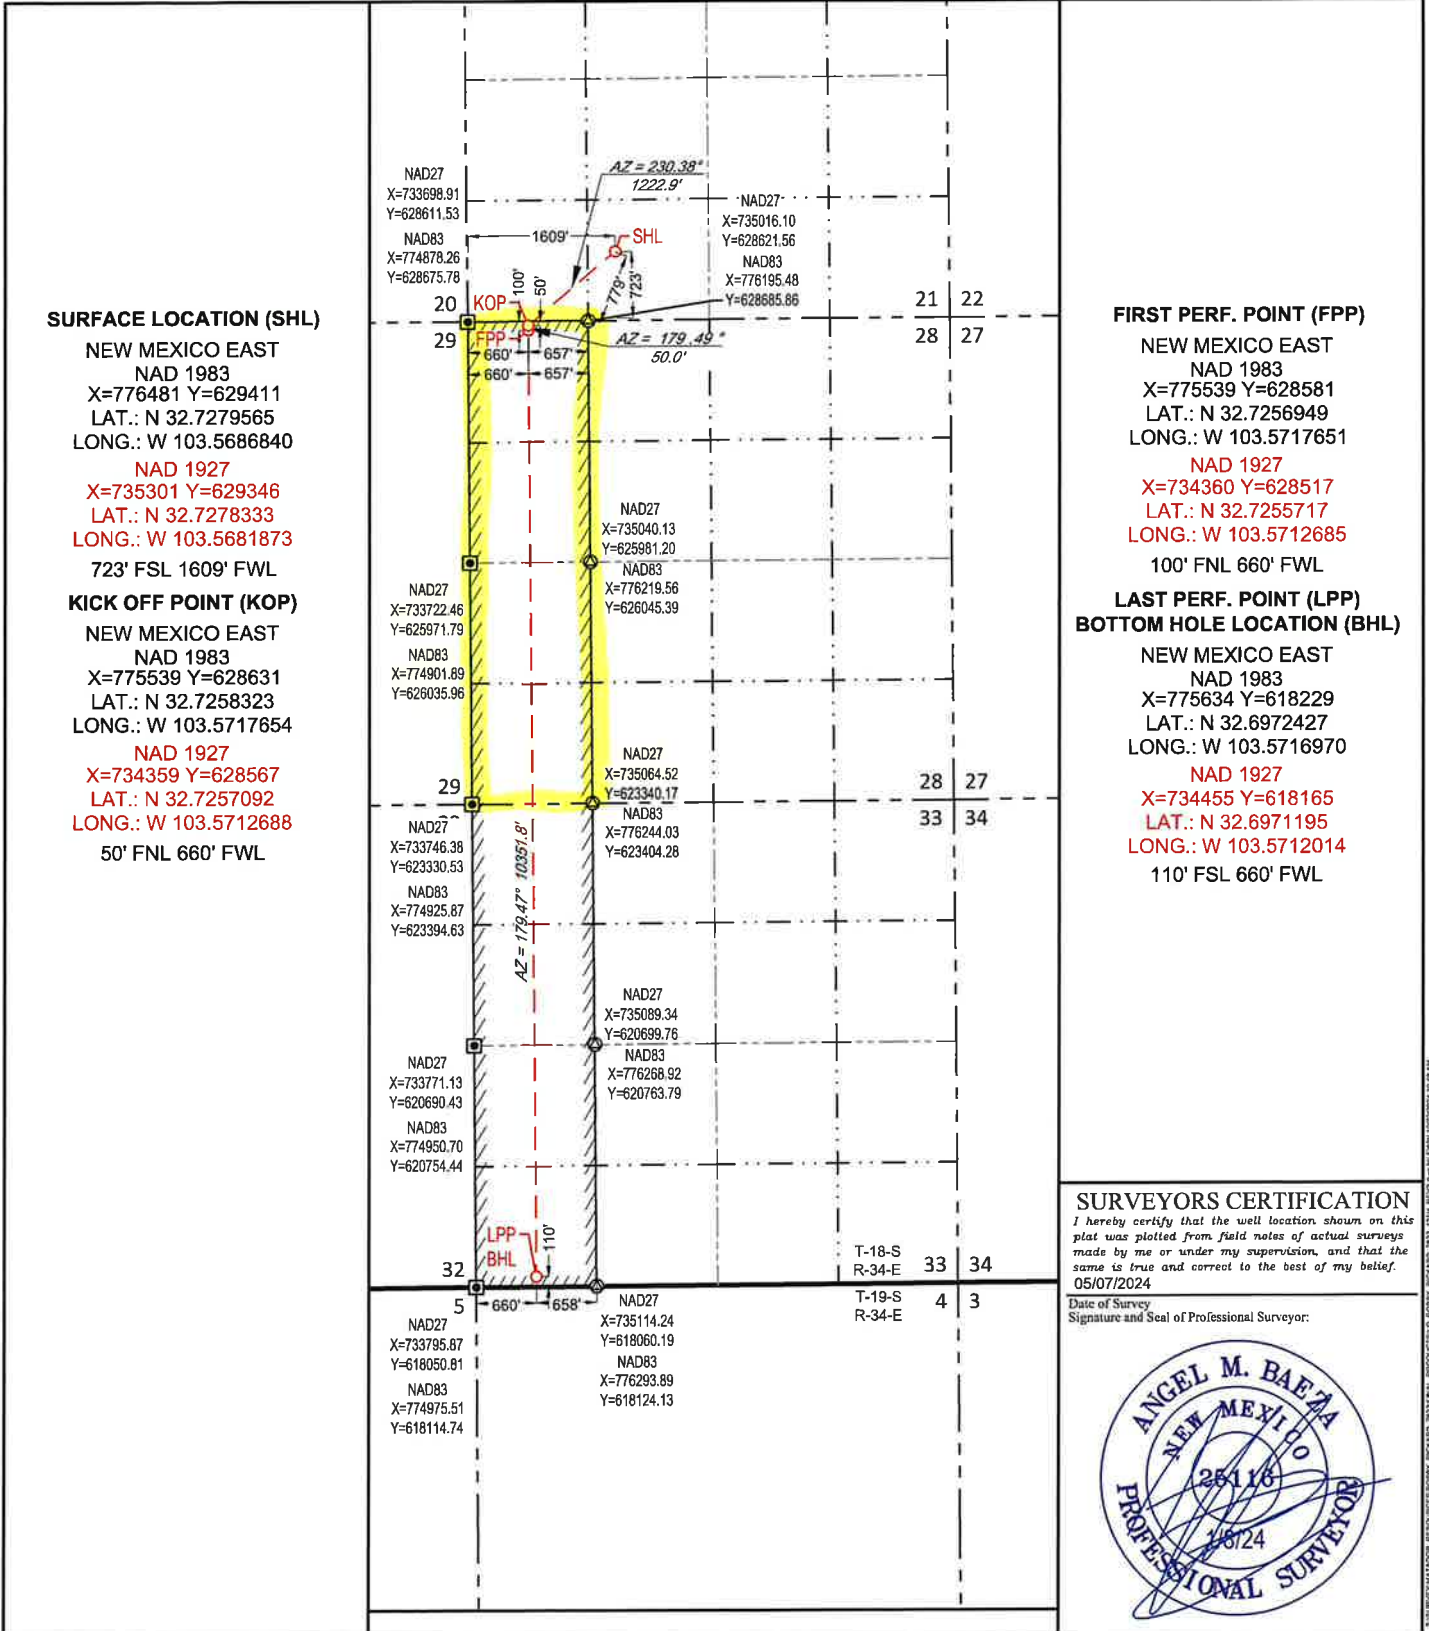 SURFACE LOCATION (SHL)
NEW MEXICO EAST
NAD 1983
X=776481 Y=629411
LAT.: N 32.7279565
LONG.: W 103.5686840
NAD 1927
X=735301 Y=629346
LAT.: N 32.7278333
LONG.: W 103.5681873
723' FSL 1609' FWL
KICK OFF POINT (KOP)
NEW MEXICO EAST
NAD 1983
X=775539 Y=628631
LAT.: N 32.7258323
LONG.: W 103.5717654
NAD 1927
X=734359 Y=628567
LAT.: N 32.7257092
LONG.: W 103.5712688
50' FNL 660' FWL
NAD27
X=733698.91
Y=628611.53
NAD83
X=774878.26
Y=628675.78
AZ = 230.38°
1222.9'
NAD27
X=735016.10
Y=628621.56
NAD83
X=776195.48
Y=628685.86
1609'
SHL
100'
50'
779'
723'
20
KOP
21 22
29
FPP
28 27
660' 657'
660' 657'
AZ = 179.49°
50.0'
NAD27
X=735040.13
Y=625981.20
NAD83
X=776219.56
Y=626045.39
NAD27
X=733722.46
Y=625971.79
NAD83
X=774901.89
Y=626035.96
NAD27
X=735064.52
Y=623340.17
NAD83
X=776244.03
Y=623404.28
29
28 27
33 34
NAD27
X=733746.38
Y=623330.53
NAD83
X=774925.87
Y=623394.63
AZ = 179.47° 10351.8'
NAD27
X=735089.34
Y=620699.76
NAD83
X=776268.92
Y=620763.79
NAD27
X=733771.13
Y=620690.43
NAD83
X=774950.70
Y=620754.44
LPP
BHL
110'
32
5
660' 658'
T-18-S
R-34-E
33 34
T-19-S
R-34-E
4 3
NAD27
X=733795.87
Y=618050.81
NAD83
X=774975.51
Y=618114.74
NAD27
X=735114.24
Y=618060.19
NAD83
X=776293.89
Y=618124.13
FIRST PERF. POINT (FPP)
NEW MEXICO EAST
NAD 1983
X=775539 Y=628581
LAT.: N 32.7256949
LONG.: W 103.5717651
NAD 1927
X=734360 Y=628517
LAT.: N 32.7255717
LONG.: W 103.5712685
100' FNL 660' FWL
LAST PERF. POINT (LPP)
BOTTOM HOLE LOCATION (BHL)
NEW MEXICO EAST
NAD 1983
X=775634 Y=618229
LAT.: N 32.6972427
LONG.: W 103.5716970
NAD 1927
X=734455 Y=618165
LAT.: N 32.6971195
LONG.: W 103.5712014
110' FSL 660' FWL
SURVEYORS CERTIFICATION
I hereby certify that the well location shown on this
plat was plotted from field notes of actual surveys
made by me or under my supervision, and that the
same is true and correct to the best of my belief.
05/07/2024
Date of Survey
Signature and Seal of Professional Surveyor:
ANGEL M. BAEZA
NEW MEXICO
25116
PROFESSIONAL SURVEYOR